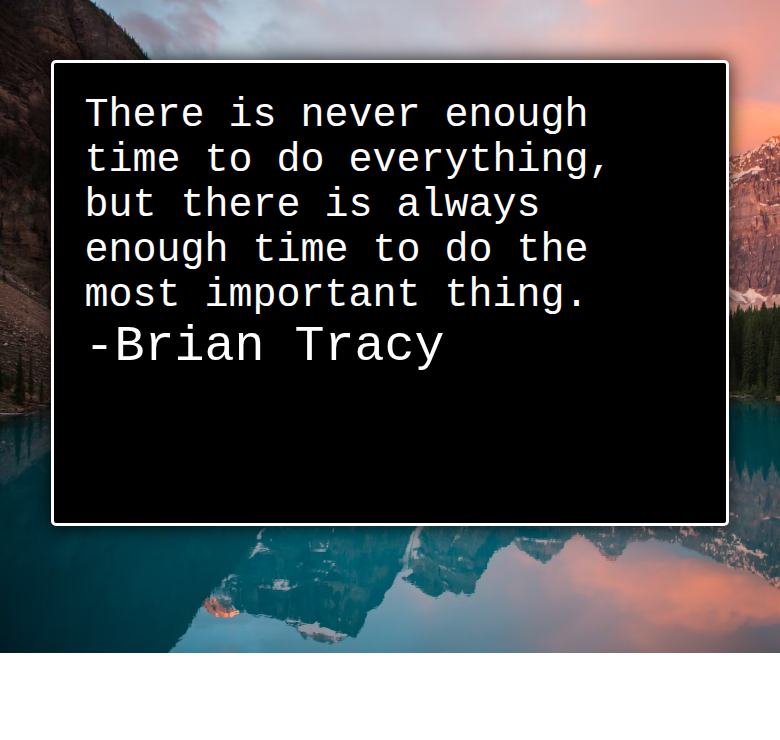 There is never enough
time to do everything,
but there is always
enough time to do the
most important thing.
-Brian Tracy